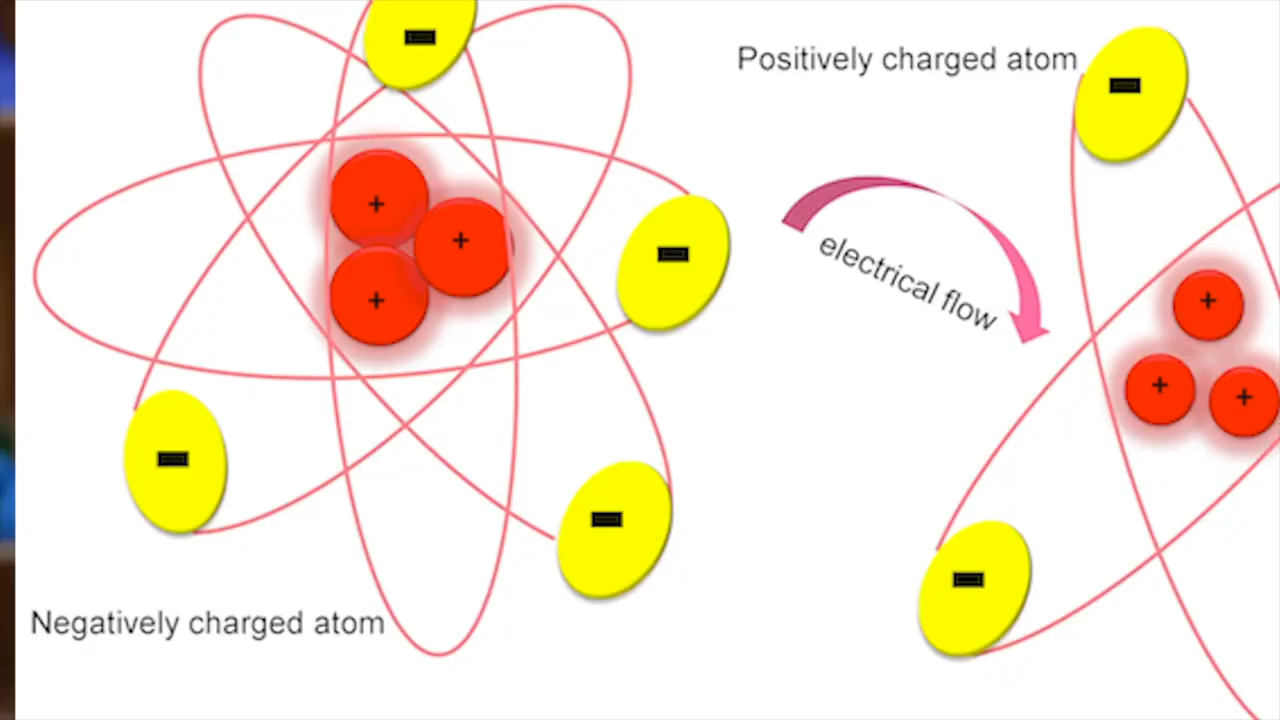 Positively charged atom
electrical flow
Negatively charged atom
+
+
+
+
+
+